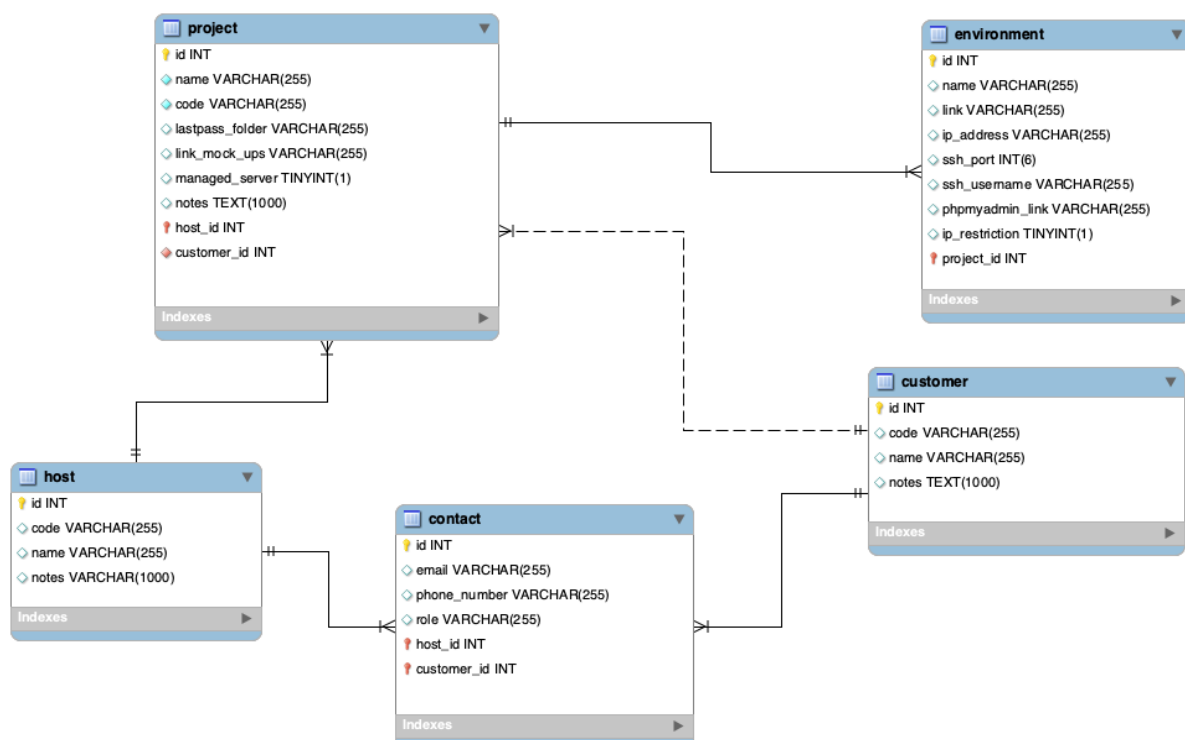 project
id INT
name VARCHAR(255)
code VARCHAR(255)
lastpass_folder VARCHAR(255)
link_mock_ups VARCHAR(255)
managed_server TINYINT(1)
notes TEXT(1000)
host_id INT
customer_id INT
Indexes
environment
id INT
name VARCHAR(255)
link VARCHAR(255)
ip_address VARCHAR(255)
ssh_port INT(6)
ssh_username VARCHAR(255)
phpmyadmin_link VARCHAR(255)
ip_restriction TINYINT(1)
project_id INT
Indexes
customer
id INT
code VARCHAR(255)
name VARCHAR(255)
notes TEXT(1000)
Indexes
host
id INT
code VARCHAR(255)
name VARCHAR(255)
notes VARCHAR(1000)
Indexes
contact
id INT
email VARCHAR(255)
phone_number VARCHAR(255)
role VARCHAR(255)
host_id INT
customer_id INT
Indexes